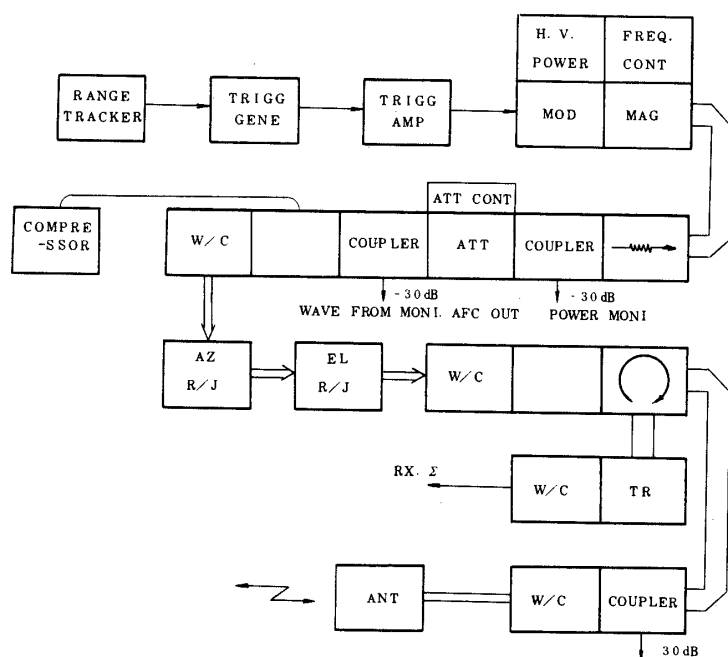 H. V.
POWER
FREQ.
CONT
RANGE
TRACKER
TRIGG
GENE
TRIGG
AMP
MOD
MAG
ATT CONT
COMPRE
-SSOR
W/C
COUPLER
ATT
COUPLER
-30dB
-30dB
WAVE FROM MONI. AFC OUT
POWER MONI
AZ
R/J
EL
R/J
W/C
RX. Σ
W/C
TR
ANT
W/C
COUPLER
30dB